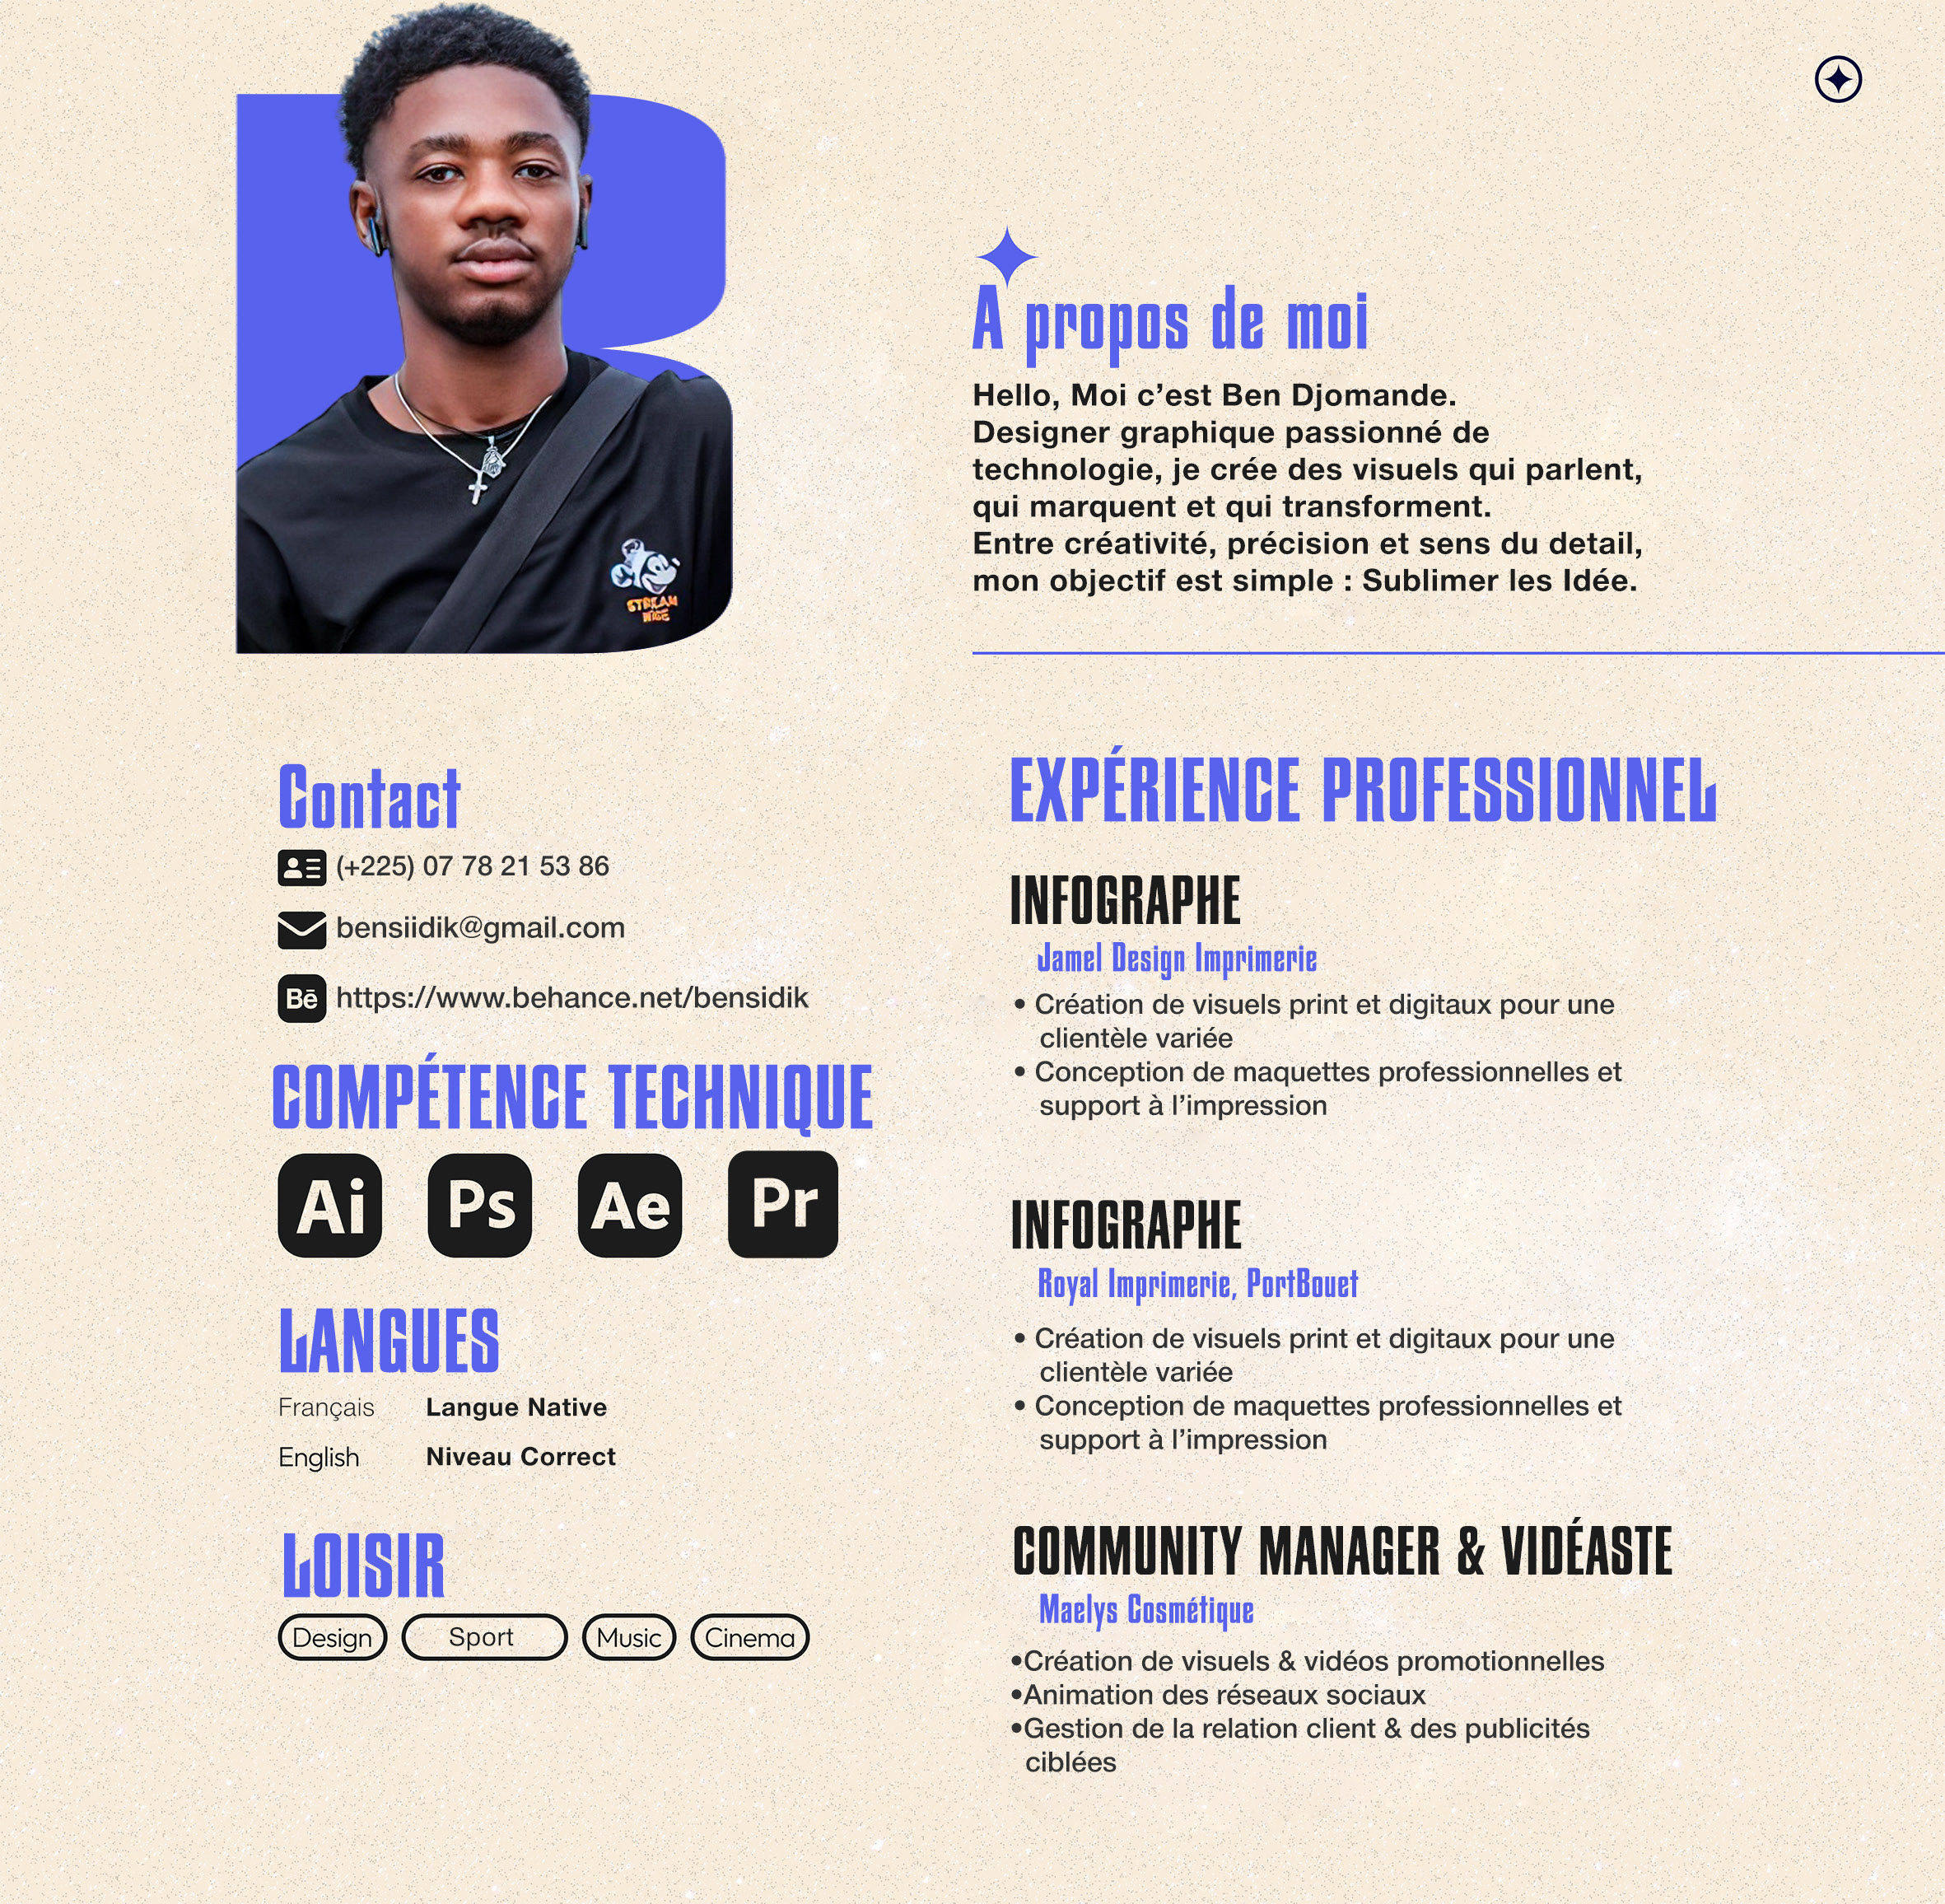 A propos de moi
Hello, Moi c’est Ben Djomande.
Designer graphique passionné de
technologie, je crée des visuels qui parlent,
qui marquent et qui transforment.
Entre créativité, précision et sens du detail,
mon objectif est simple : Sublimer les Idée.
STREAM
Contact
(+225) 07 78 21 53 86
bensiidik@gmail.com
Bē https://www.behance.net/bensidik
COMPÉTENCE TECHNIQUE
Ai Ps Ae Pr
LANGUES
Français Langue Native
English Niveau Correct
LOISIR
Design Sport Music Cinema
EXPÉRIENCE PROFESSIONNEL
INFOGRAPHE
Jamel Design Imprimerie
• Création de visuels print et digitaux pour une
clientèle variée
• Conception de maquettes professionnelles et
support à l’impression
INFOGRAPHE
Royal Imprimerie, PortBouet
• Création de visuels print et digitaux pour une
clientèle variée
• Conception de maquettes professionnelles et
support à l’impression
COMMUNITY MANAGER & VIDÉASTE
Maelys Cosmétique
•Création de visuels & vidéos promotionnelles
•Animation des réseaux sociaux
•Gestion de la relation client & des publicités
ciblées